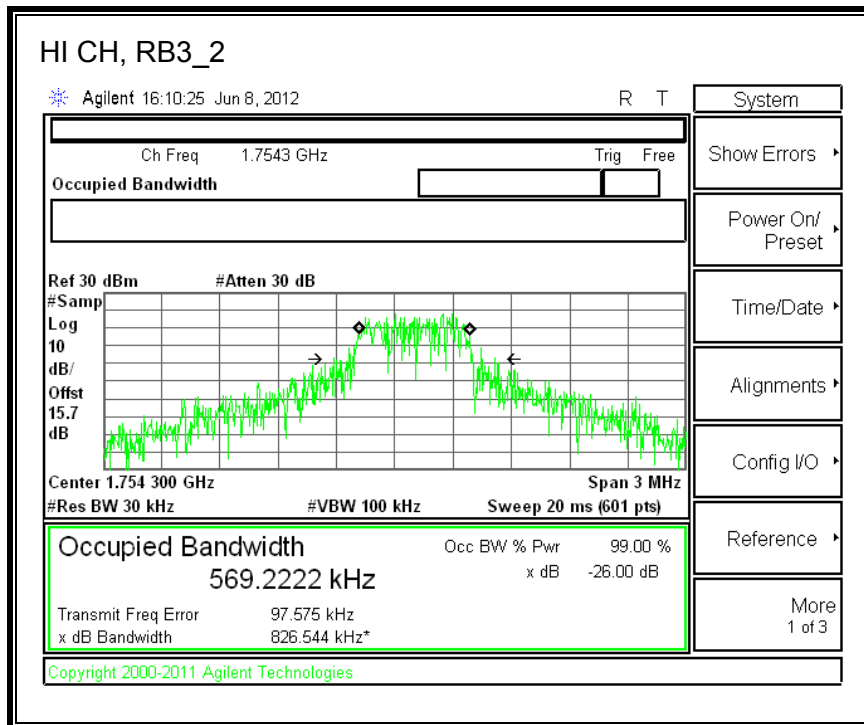 HI CH, RB3_2
Agilent 16:10:25 Jun 8, 2012 R T
System
Ch Freq 1.7543 GHz Trig Free
Occupied Bandwidth
Show Errors
Power On/
Preset
Time/Date
Alignments
Config I/O
Reference
More
1 of 3
Ref 30 dBm #Atten 30 dB
#Samp
Log
10
dB/
Offst
15.7
dB
Center 1.754 300 GHz Span 3 MHz
#Res BW 30 kHz #VBW 100 kHz Sweep 20 ms (601 pts)
Occupied Bandwidth Occ BW % Pwr 99.00 %
569.2222 kHz x dB -26.00 dB
Transmit Freq Error 97.575 kHz
x dB Bandwidth 826.544 kHz*
Copyright 2000-2011 Agilent Technologies